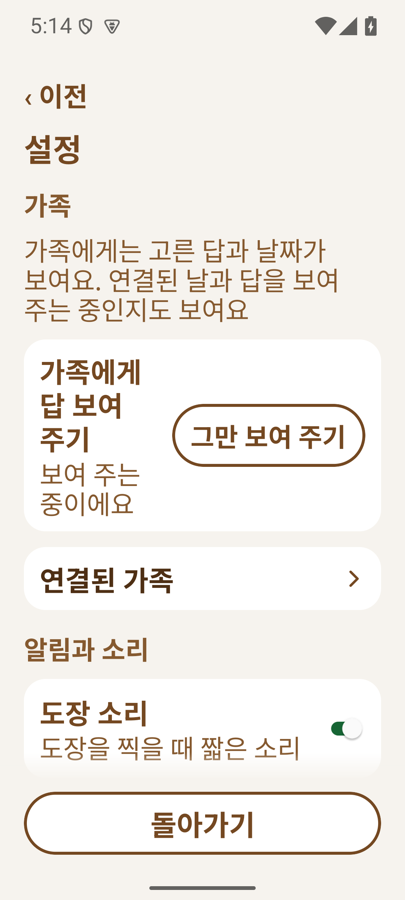 5:14
‹ 이전
설정
가족
가족에게는 고른 답과 날짜가
보여요. 연결된 날과 답을 보여
주는 중인지도 보여요
가족에게
답 보여
주기
보여 주는
중이에요
그만 보여 주기
연결된 가족
알림과 소리
도장 소리
도장을 찍을 때 짧은 소리
돌아가기